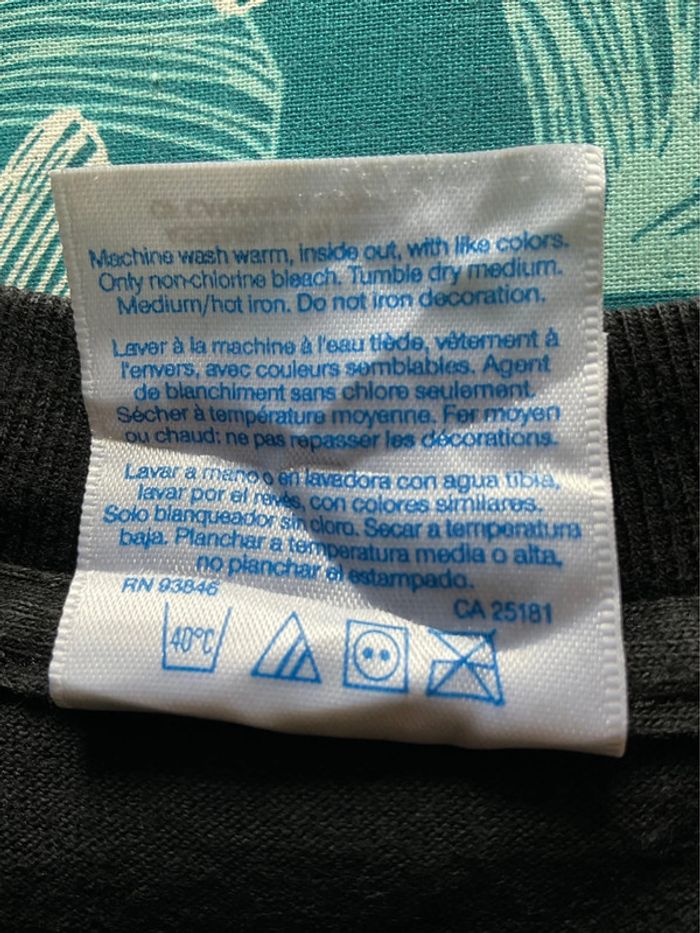 Machine wash warm, inside out, with like colors.
Only non-chlorine bleach. Tumble dry medium.
Medium/hot iron. Do not iron decoration.
Laver à la machine à l'eau tiède, vêtement à
l'envers, avec couleurs semblables. Agent
de blanchiment sans chlore seulement.
Sécher à température moyenne. Fer moyen
ou chaud: ne pas repasser les décorations.
Lavar a mano o en lavadora con agua tibia,
lavar por el revés, con colores similares.
Solo blanqueador sin cloro. Secar a temperatura
baja. Planchar a temperatura media o alta,
no planchar el estampado.
RN 93846
CA 25181
40°C